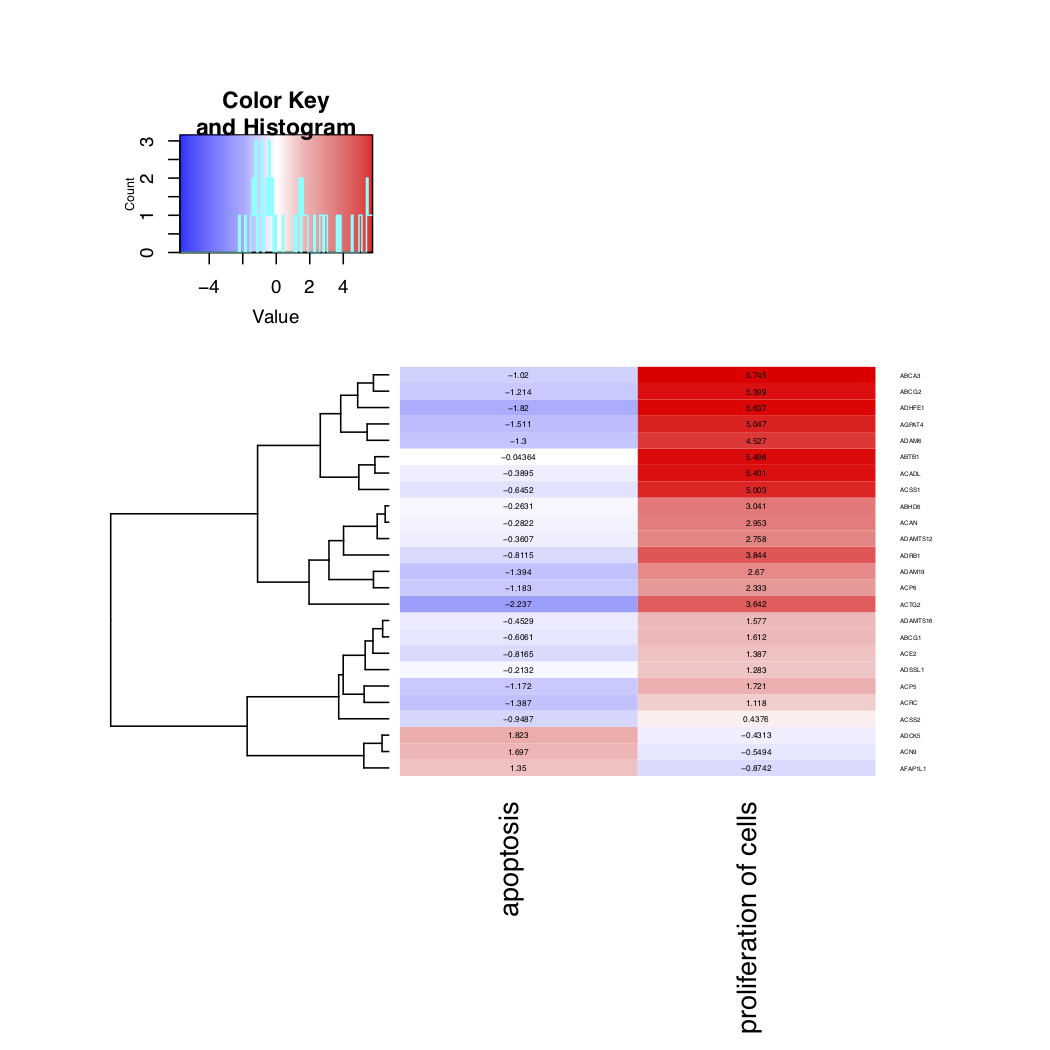 Color Key
and Histogram
3
2
1
0
Count
−4 0 2 4
Value
−1.02 5.745 ABCA3
−1.214 5.399 ABCG2
−1.82 5.637 ADHFE1
−1.511 5.047 AGPAT4
−1.3 4.527 ADAM6
−0.04364 5.496 ABTB1
−0.3895 5.401 ACADL
−0.6452 5.003 ACSS1
−0.2631 3.041 ABHD6
−0.2822 2.953 ACAN
−0.3607 2.758 ADAMTS12
−0.8115 3.844 ADRB1
−1.394 2.67 ADAM19
−1.183 2.333 ACP6
−2.237 3.642 ACTG2
−0.4529 1.577 ADAMTS16
−0.6061 1.612 ABCG1
−0.8165 1.387 ACE2
−0.2132 1.283 ADSSL1
−1.172 1.721 ACP5
−1.387 1.118 ACRC
−0.9487 0.4376 ACSS2
1.823 −0.4313 ADCK5
1.697 −0.5494 ACN9
1.35 −0.8742 AFAP1L1
apoptosis
proliferation of cells